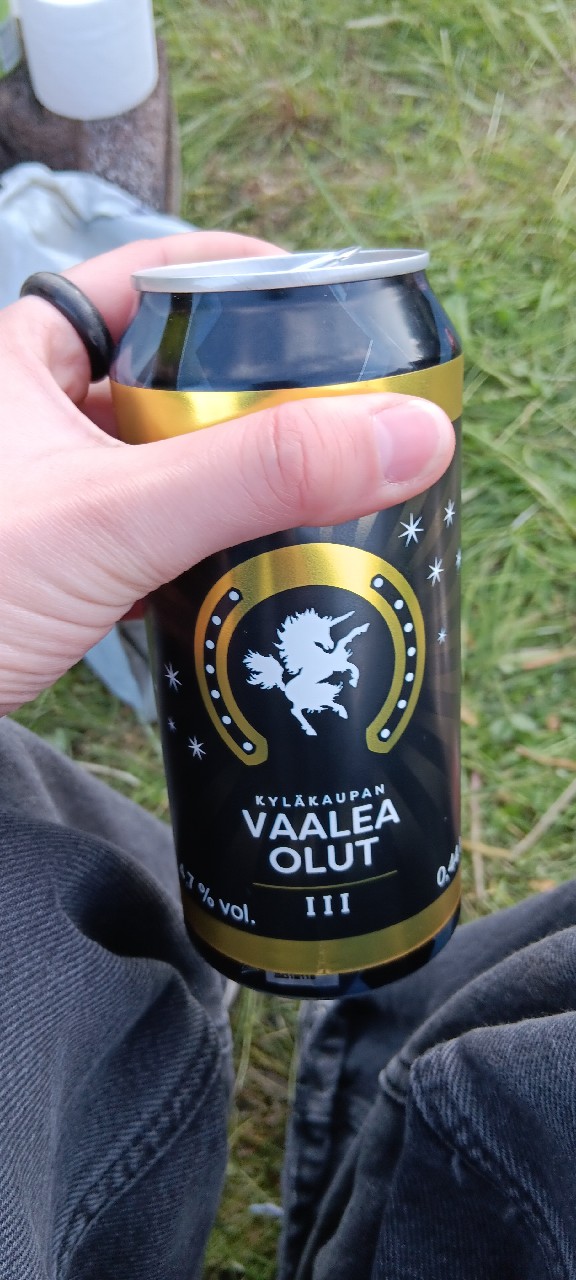 KYLÄKAUPAN
VAALEA
OLUT
III
% vol.